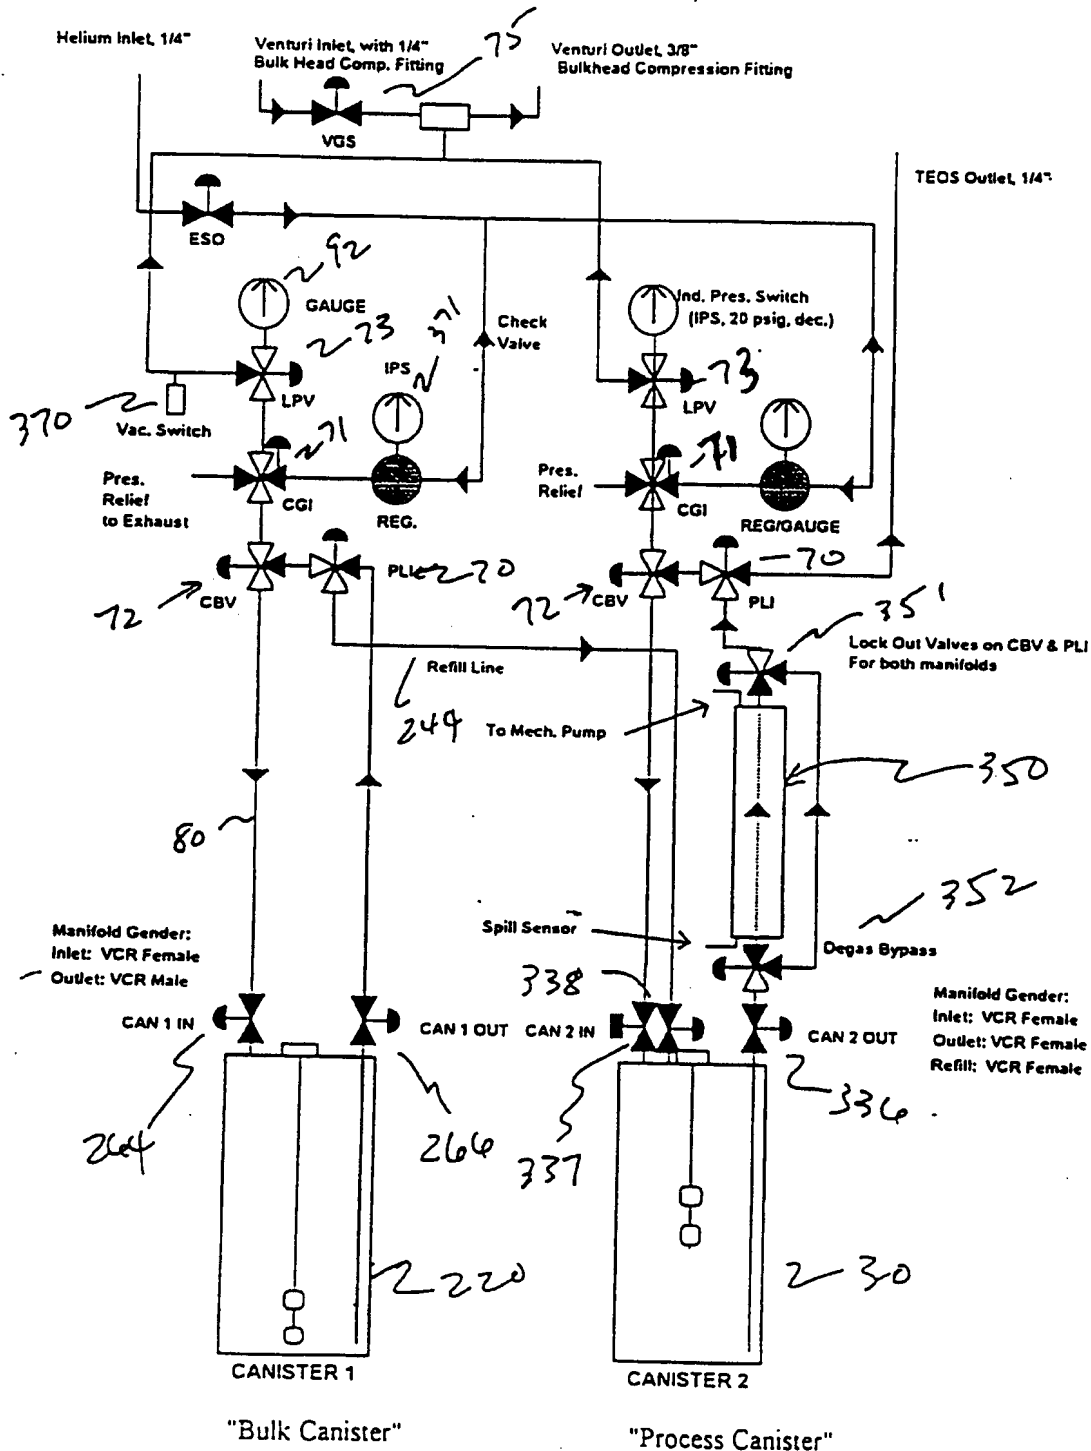 75
Helium Inlet, 1/4"
Venturi Inlet, with 1/4"
Bulk Head Comp. Fitting
Venturi Outlet, 3/8"
Bulkhead Compression Fitting
VGS
TEOS Outlet, 1/4"
ESO
92
GAUGE
Ind. Pres. Switch
(IPS, 20 psig, dec.)
73
371
Check
Valve
IPS
73
LPV
LPV
370
Vac. Switch
71
71
Pres.
Relief
to Exhaust
CGI
REG.
Pres.
Relief
CGI
REG/GAUGE
PLI
70
70
72
CBV
72
CBV
PLI
351
Lock Out Valves on CBV & PLI
For both manifolds
Refill Line
244
To Mech. Pump
350
80
352
Manifold Gender:
Inlet: VCR Female
Outlet: VCR Male
Spill Sensor
Degas Bypass
338
CAN 1 IN
CAN 1 OUT
CAN 2 IN
CAN 2 OUT
Manifold Gender:
Inlet: VCR Female
Outlet: VCR Female
Refill: VCR Female
264
266
337
336
220
230
CANISTER 1
CANISTER 2
"Bulk Canister"
"Process Canister"